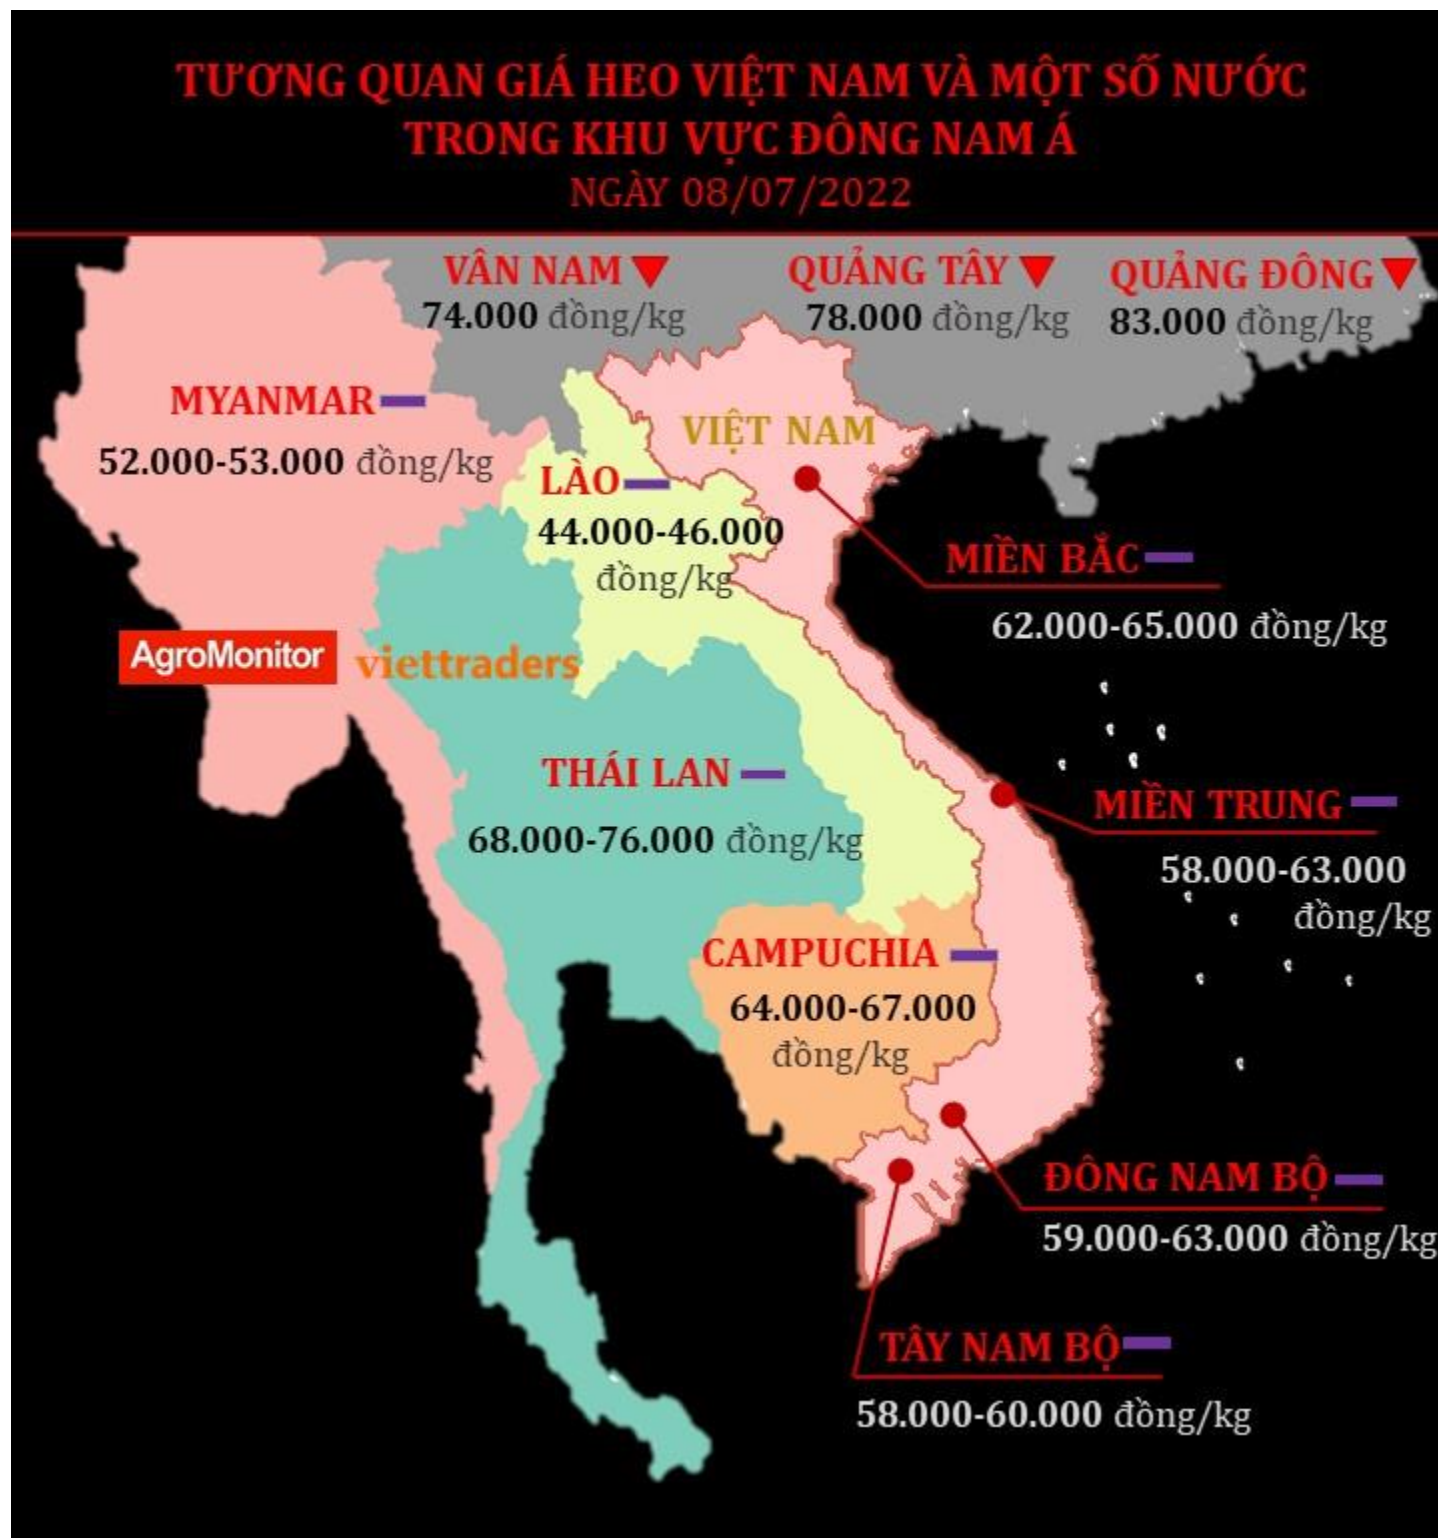 TƯƠNG QUAN GIÁ HEO VIỆT NAM VÀ MỘT SỐ NƯỚC
TRONG KHU VỰC ĐÔNG NAM Á
NGÀY 08/07/2022
VÂN NAM
74.000 đồng/kg
QUẢNG TÂY
78.000 đồng/kg
QUẢNG ĐÔNG
83.000 đồng/kg
MYANMAR
52.000-53.000 đồng/kg
VIỆT NAM
LÀO
44.000-46.000
đồng/kg
MIỀN BẮC
62.000-65.000 đồng/kg
AgroMonitor
viettraders
THÁI LAN
68.000-76.000 đồng/kg
MIỀN TRUNG
58.000-63.000
đồng/kg
CAMPUCHIA
64.000-67.000
đồng/kg
ĐÔNG NAM BỘ
59.000-63.000 đồng/kg
TÂY NAM BỘ
58.000-60.000 đồng/kg